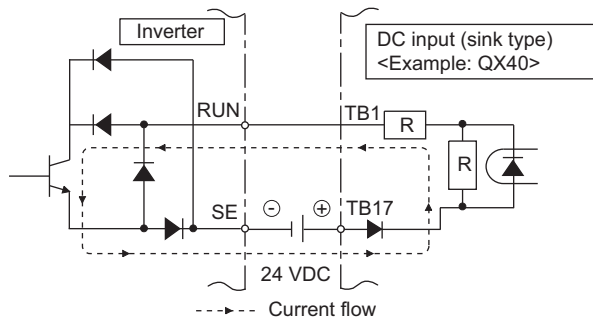 Inverter
DC input (sink type)
<Example: QX40>
RUN
TB1
R
R
SE
⊖
⊕
TB17
24 VDC
Current flow